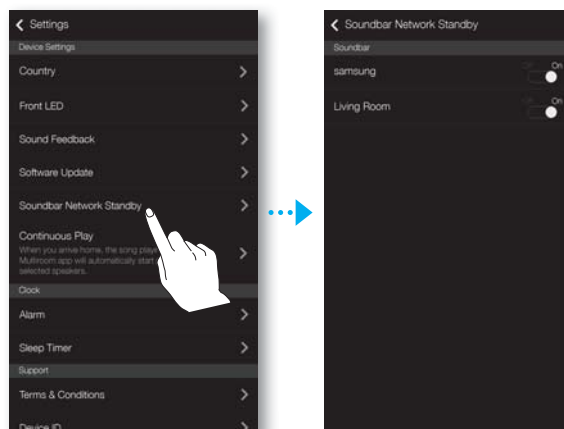 Settings
Device Settings
Country
Front LED
Sound Feedback
Software Update
Soundbar Network Standby
Continuous Play
When you arrive home, the song play
Multiroom app will automatically start
selected speakers.
Clock
Alarm
Sleep Timer
Support
Terms & Conditions
Device ID
Soundbar Network Standby
Soundbar
samsung
On
Living Room
On